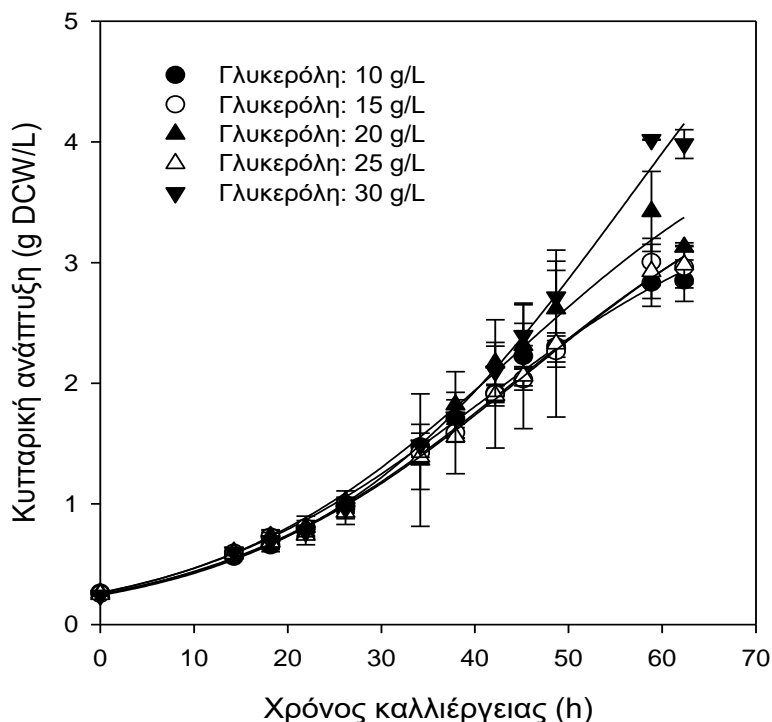 5
4
3
2
1
0
Κυτταρική ανάπτυξη (g DCW/L)
Γλυκερόλη: 10 g/L
Γλυκερόλη: 15 g/L
Γλυκερόλη: 20 g/L
Γλυκερόλη: 25 g/L
Γλυκερόλη: 30 g/L
0 10 20 30 40 50 60 70
Χρόνος καλλιέργειας (h)